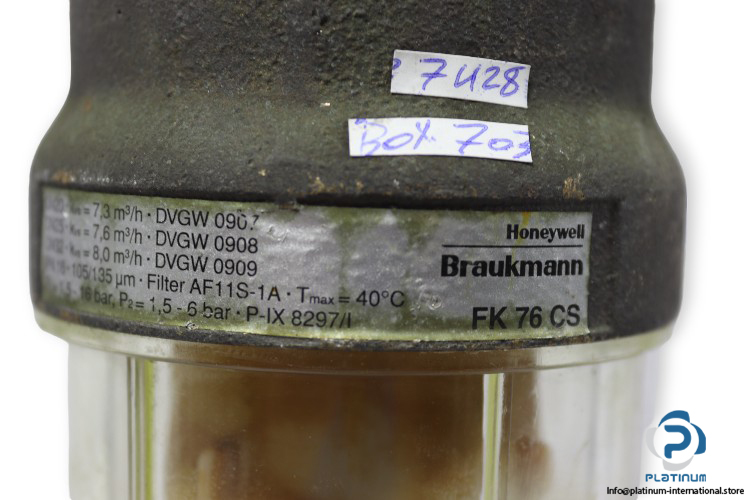 7428
BOX 703
= 7,3 m³/h · DVGW 0907
= 7,6 m³/h · DVGW 0908
= 8,0 m³/h · DVGW 0909
105/135 µm · Filter AF11S-1A · Tmax = 40°C
16 bar, P2 = 1,5 - 6 bar · P-IX 8297/I
Honeywell
Braukmann
FK 76 CS
PLATINUM
Info@platinum-international.store